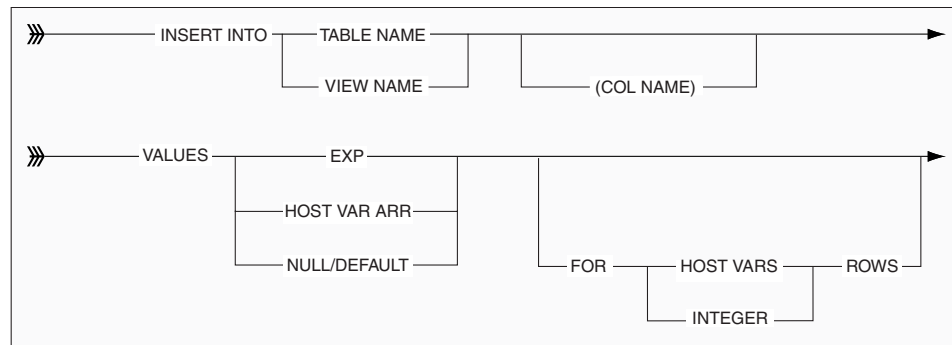 INSERT INTO TABLE NAME
VIEW NAME (COL NAME)
VALUES EXP
HOST VAR ARR
NULL/DEFAULT FOR HOST VARS ROWS
INTEGER